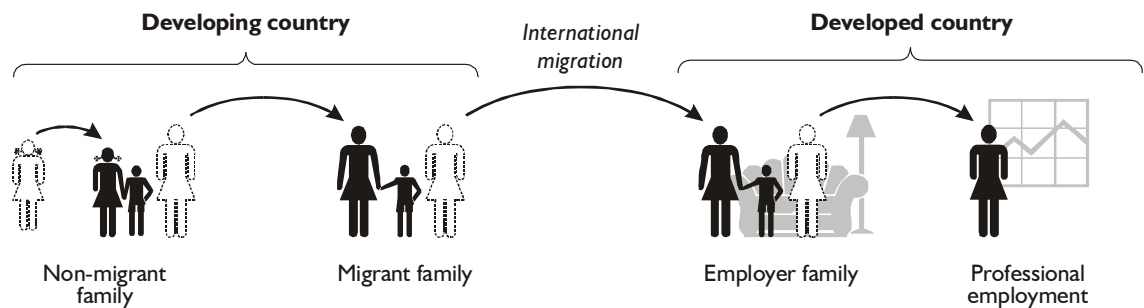 Developing country
International
migration
Developed country
Non-migrant
family
Migrant family
Employer family
Professional
employment